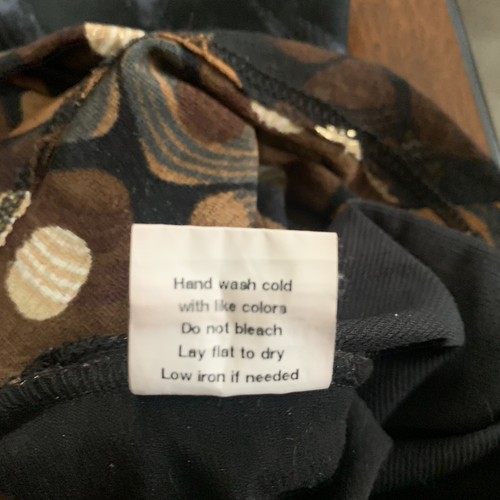 Hand wash cold
with like colors
Do not bleach
Lay flat to dry
Low iron if needed